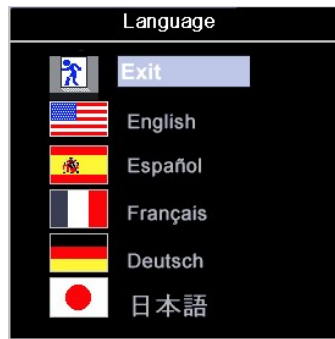 Language
Exit
English
Español
Français
Deutsch
日本語